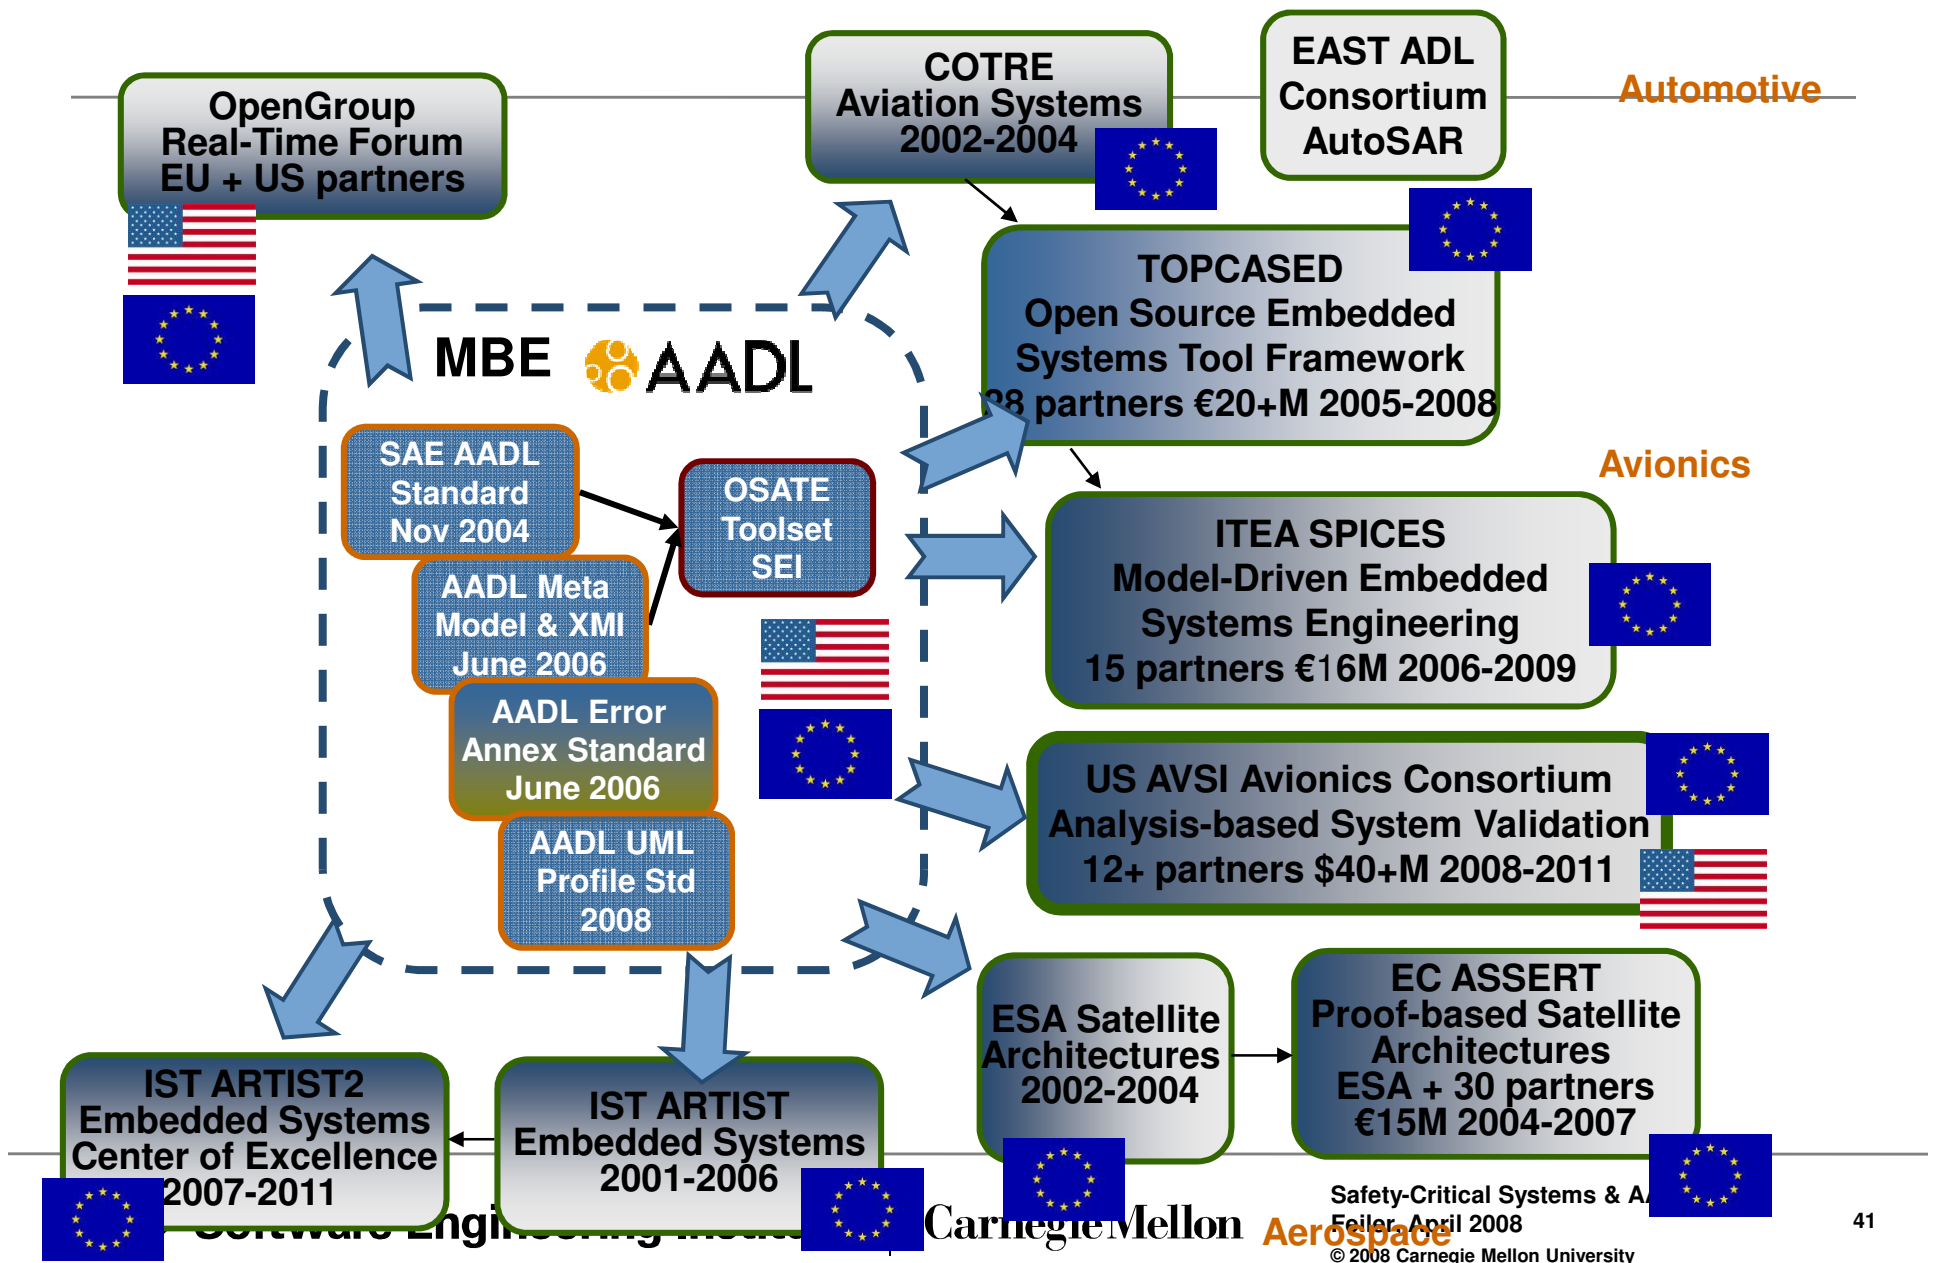 OpenGroup
Real-Time Forum
EU + US partners
COTRE
Aviation Systems
2002-2004
EAST ADL
Consortium
AutoSAR
Automotive
TOPCASED
Open Source Embedded
Systems Tool Framework
28 partners €20+M 2005-2008
MBE
AADL
SAE AADL
Standard
Nov 2004
OSATE
Toolset
SEI
AADL Meta
Model & XMI
June 2006
AADL Error
Annex Standard
June 2006
AADL UML
Profile Std
2008
Avionics
ITEA SPICES
Model-Driven Embedded
Systems Engineering
15 partners €16M 2006-2009
US AVSI Avionics Consortium
Analysis-based System Validation
12+ partners $40+M 2008-2011
ESA Satellite
Architectures
2002-2004
EC ASSERT
Proof-based Satellite
Architectures
ESA + 30 partners
€15M 2004-2007
IST ARTIST2
Embedded Systems
Center of Excellence
2007-2011
IST ARTIST
Embedded Systems
2001-2006
Software Engineering
Carnegie Mellon
Aerospace
Safety-Critical Systems &
Feiler, April 2008
© 2008 Carnegie Mellon University
41